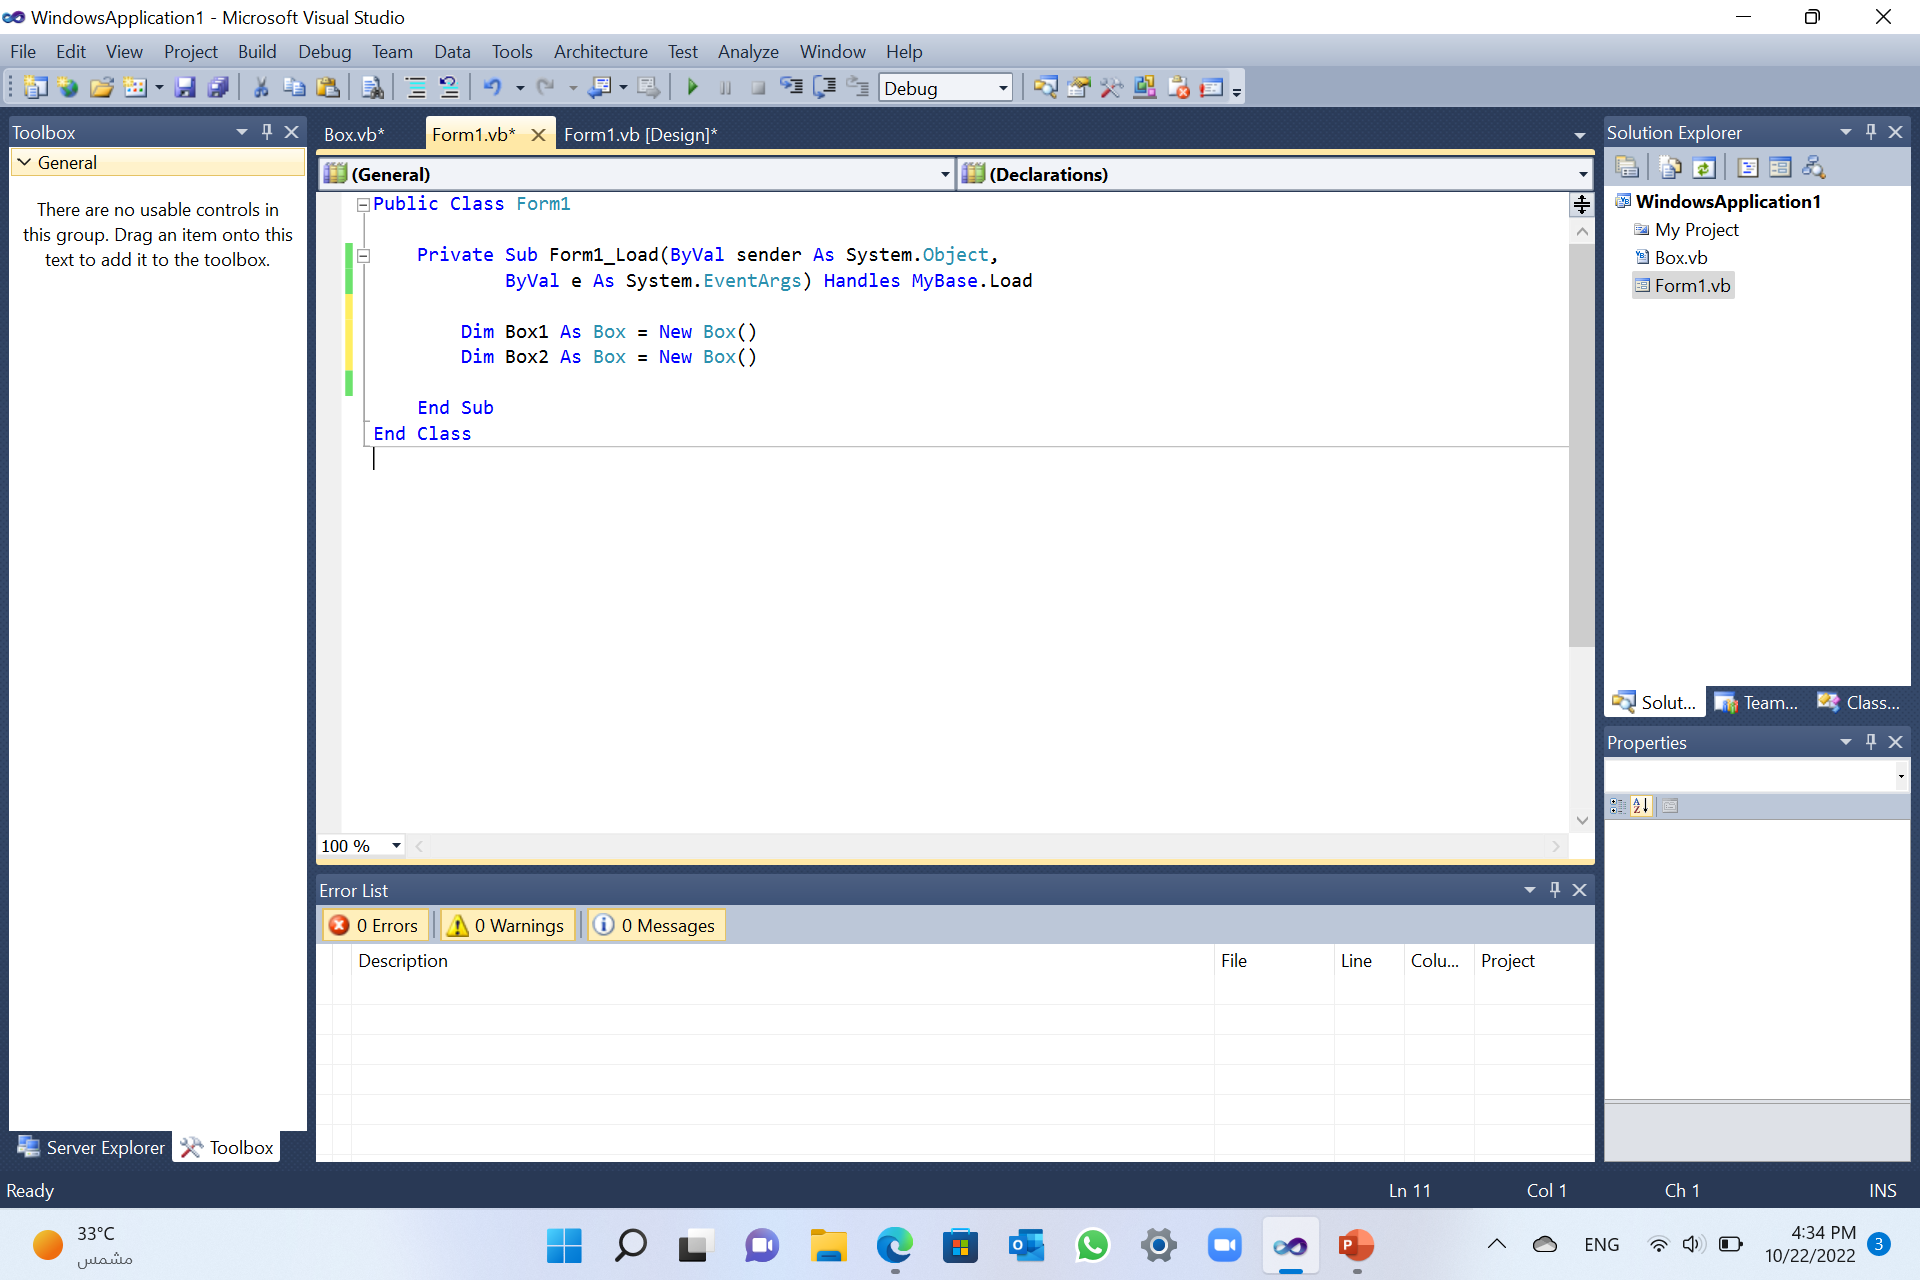 WindowsApplication1 - Microsoft Visual Studio
File Edit View Project Build Debug Team Data Tools Architecture Test Analyze Window Help
Debug
Toolbox
General
There are no usable controls in
this group. Drag an item onto this
text to add it to the toolbox.
Server Explorer Toolbox
Box.vb* Form1.vb* Form1.vb [Design]*
(General) (Declarations)
Public Class Form1
Private Sub Form1_Load(ByVal sender As System.Object,
ByVal e As System.EventArgs) Handles MyBase.Load
Dim Box1 As Box = New Box()
Dim Box2 As Box = New Box()
End Sub
End Class
100 %
Error List
0 Errors 0 Warnings 0 Messages
Description File Line Colu... Project
Solution Explorer
WindowsApplication1
My Project
Box.vb
Form1.vb
Solut... Team... Class...
Properties
Ready Ln 11 Col 1 Ch 1 INS
33°C
مشمس
ENG
4:34 PM
10/22/2022
3